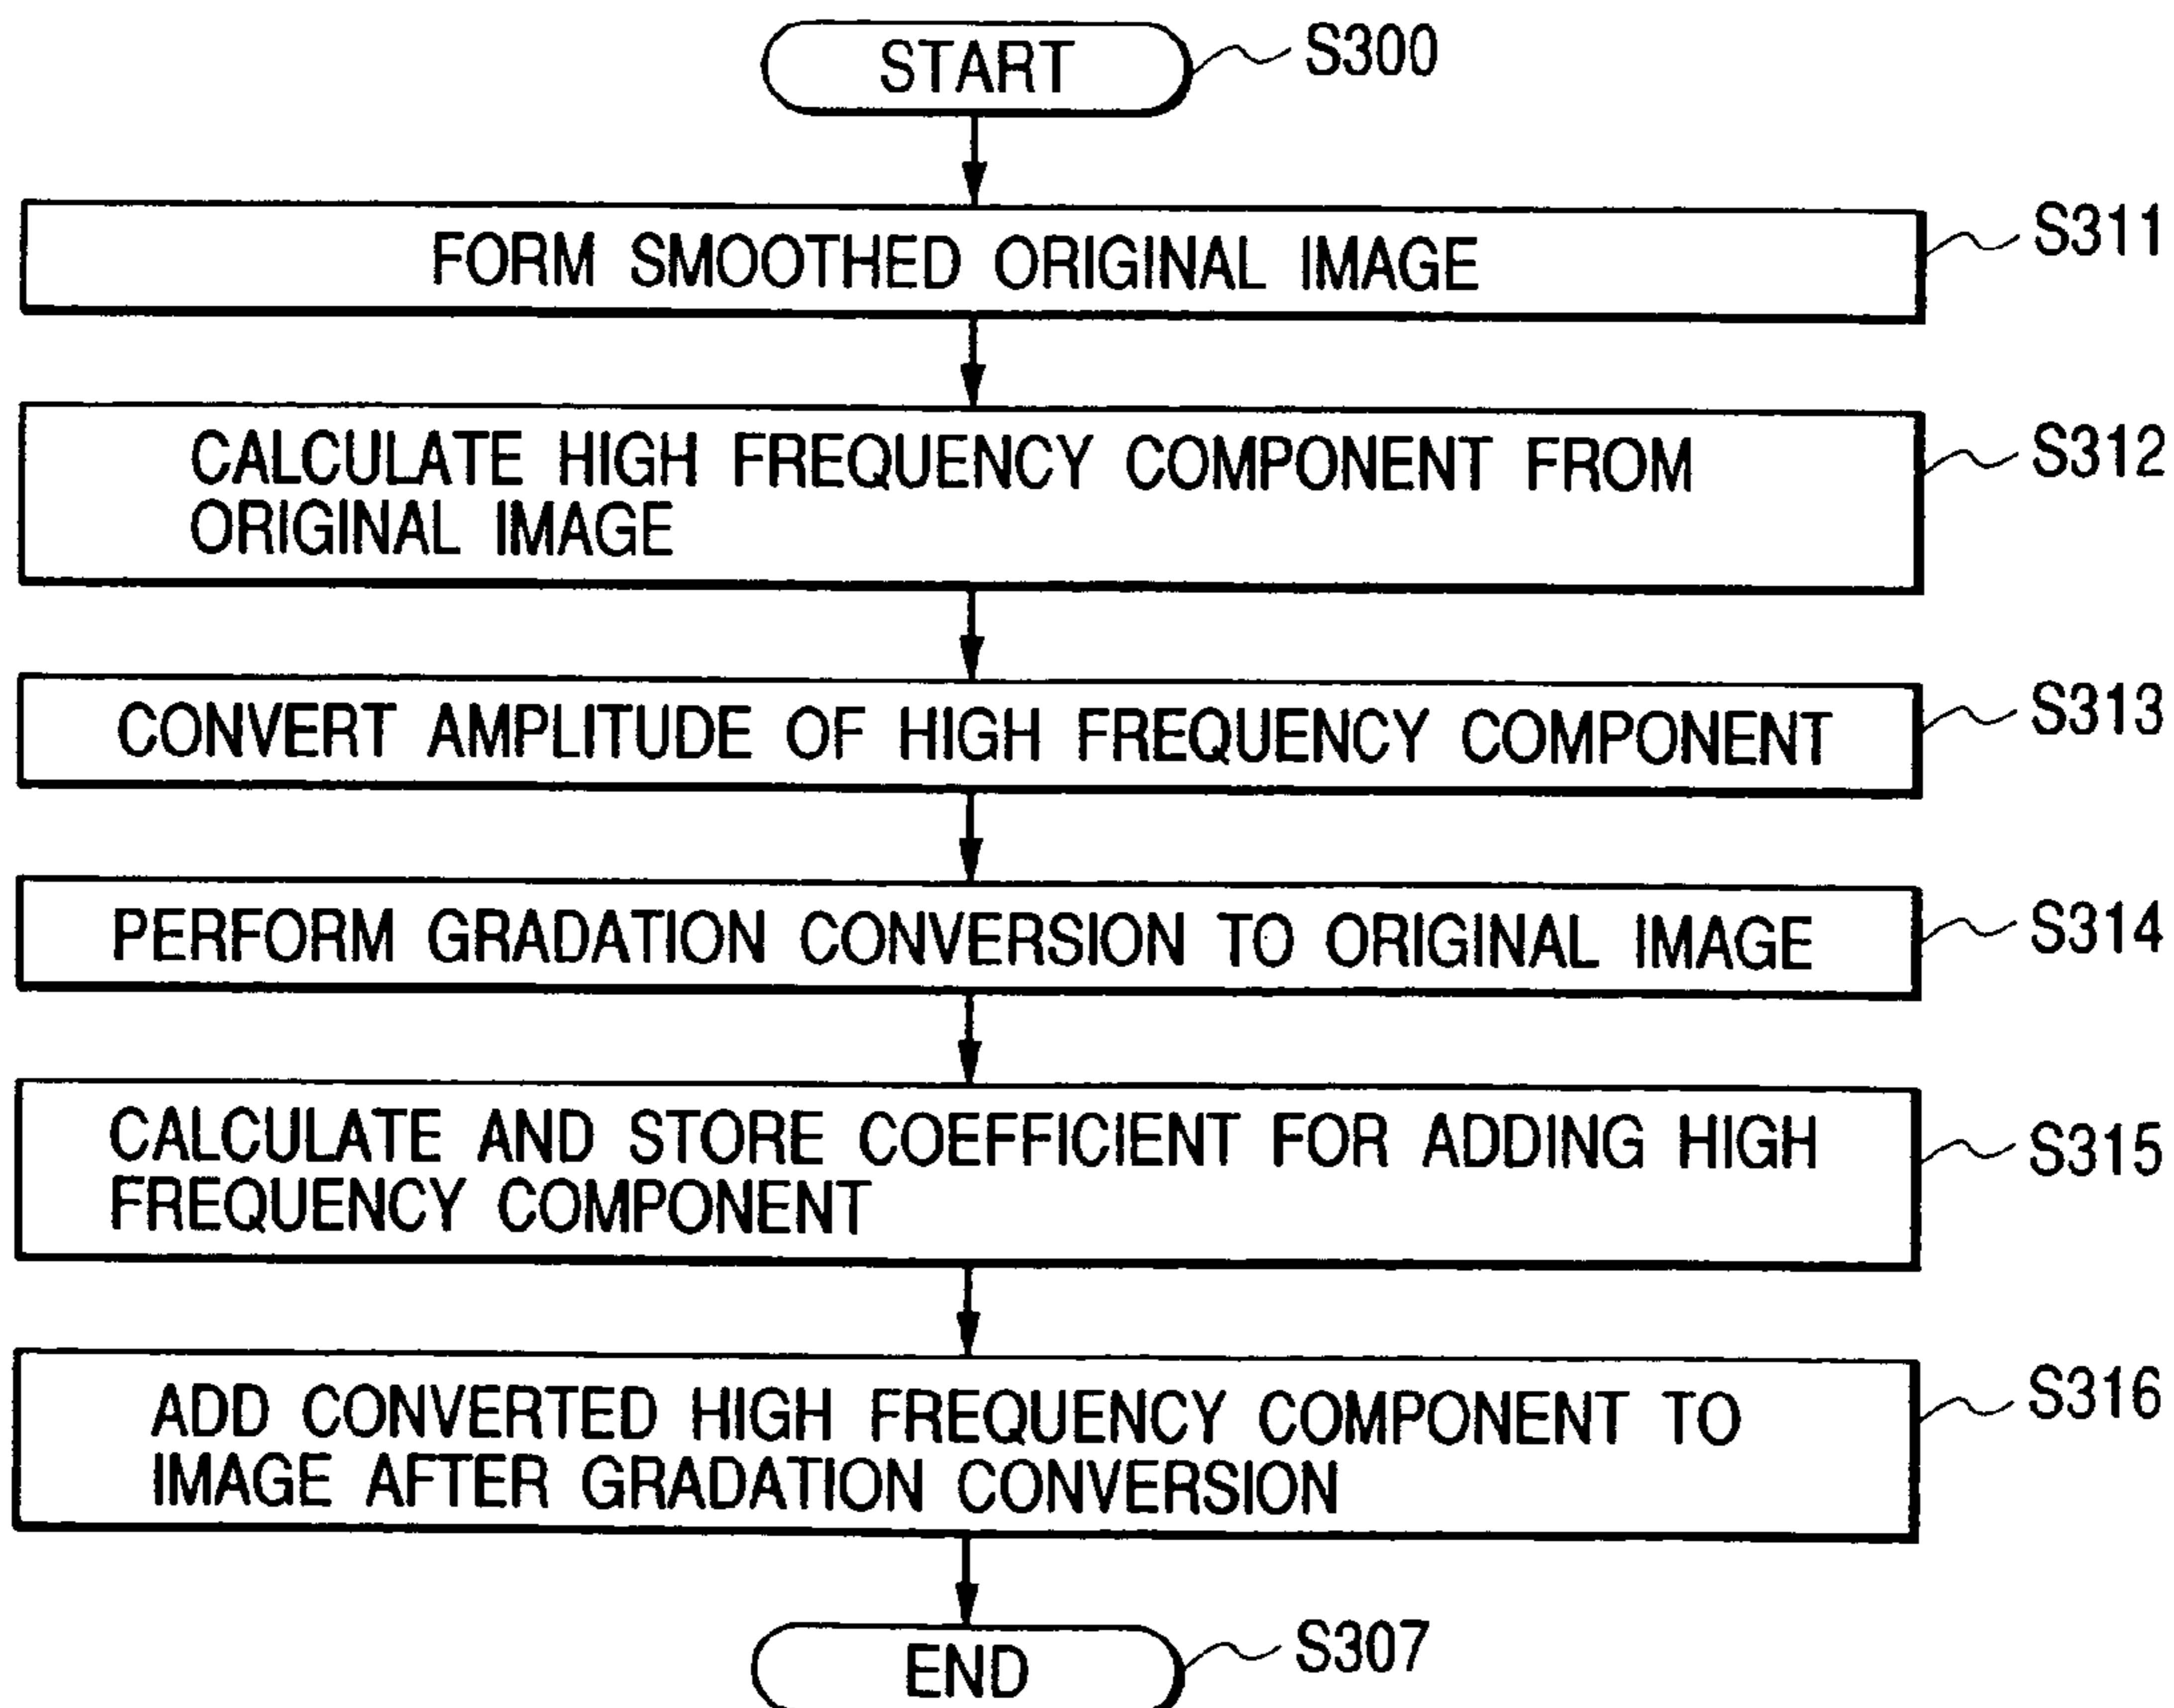 START
S300
FORM SMOOTHED ORIGINAL IMAGE
S311
CALCULATE HIGH FREQUENCY COMPONENT FROM
ORIGINAL IMAGE
S312
CONVERT AMPLITUDE OF HIGH FREQUENCY COMPONENT
S313
PERFORM GRADATION CONVERSION TO ORIGINAL IMAGE
S314
CALCULATE AND STORE COEFFICIENT FOR ADDING HIGH
FREQUENCY COMPONENT
S315
ADD CONVERTED HIGH FREQUENCY COMPONENT TO
IMAGE AFTER GRADATION CONVERSION
S316
END
S307